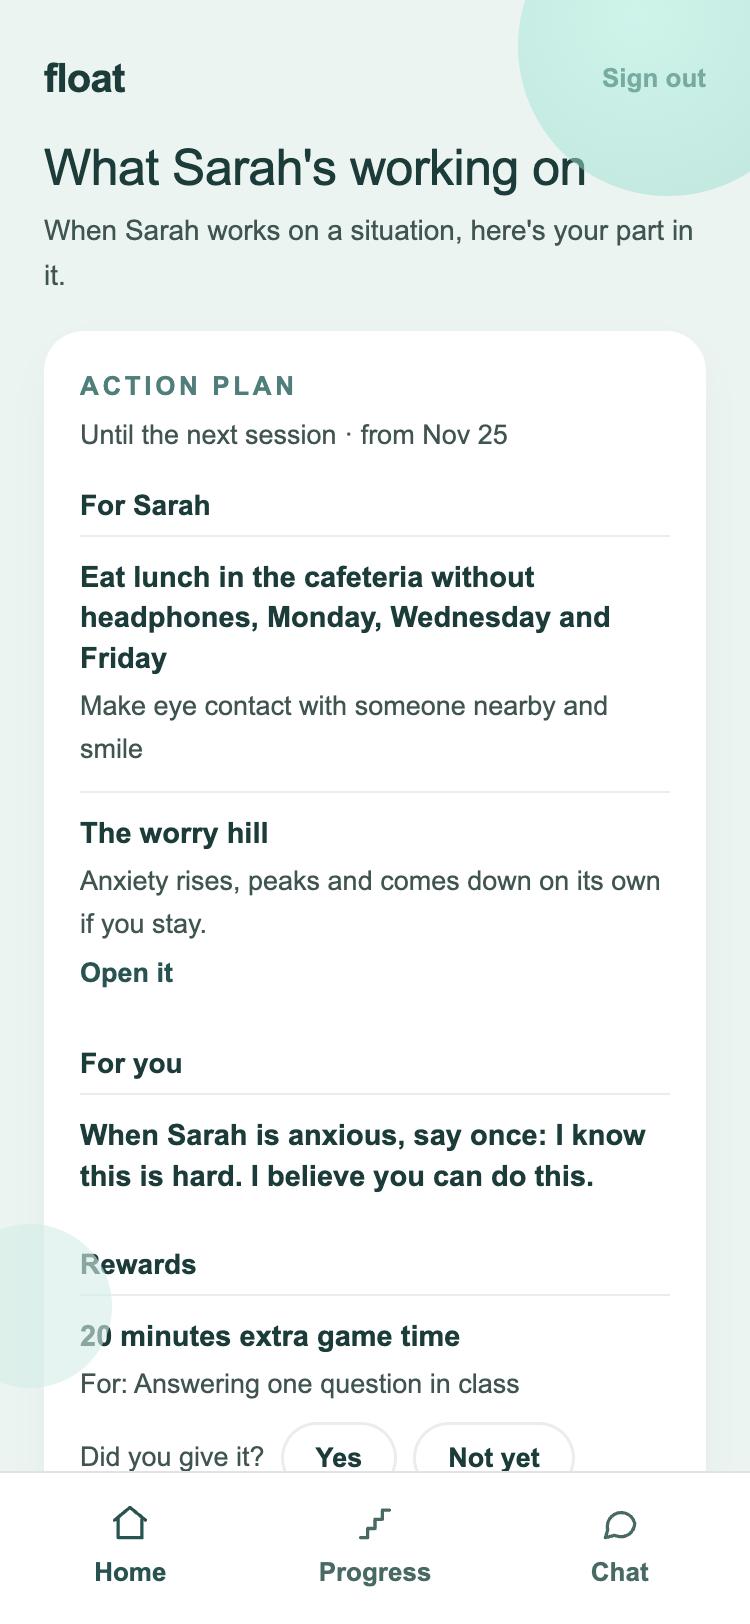 float
Sign out
What Sarah's working on
When Sarah works on a situation, here's your part in
it.
ACTION PLAN
Until the next session · from Nov 25
For Sarah
Eat lunch in the cafeteria without
headphones, Monday, Wednesday and
Friday
Make eye contact with someone nearby and
smile
The worry hill
Anxiety rises, peaks and comes down on its own
if you stay.
Open it
For you
When Sarah is anxious, say once: I know
this is hard. I believe you can do this.
Rewards
20 minutes extra game time
For: Answering one question in class
Did you give it? Yes Not yet
Home Progress Chat